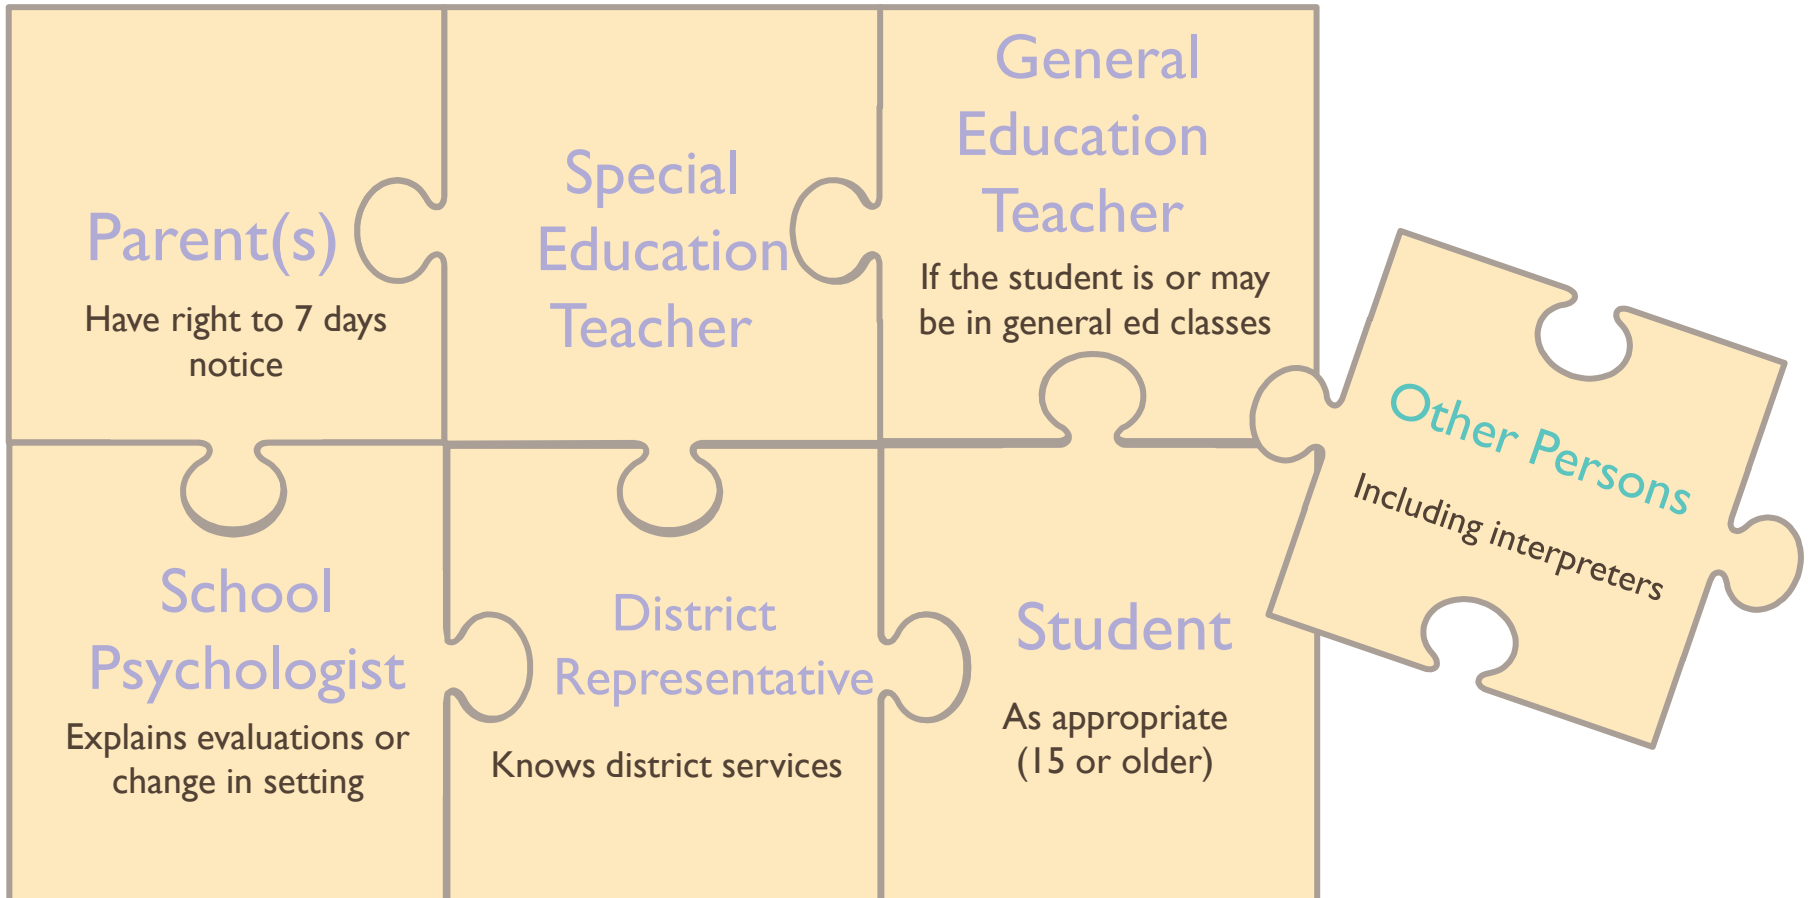 Parent(s)
Have right to 7 days
notice
Special
Education
Teacher
General
Education
Teacher
If the student is or may
be in general ed classes
Other Persons
Including interpreters
School
Psychologist
Explains evaluations or
change in setting
District
Representative
Knows district services
Student
As appropriate
(15 or older)